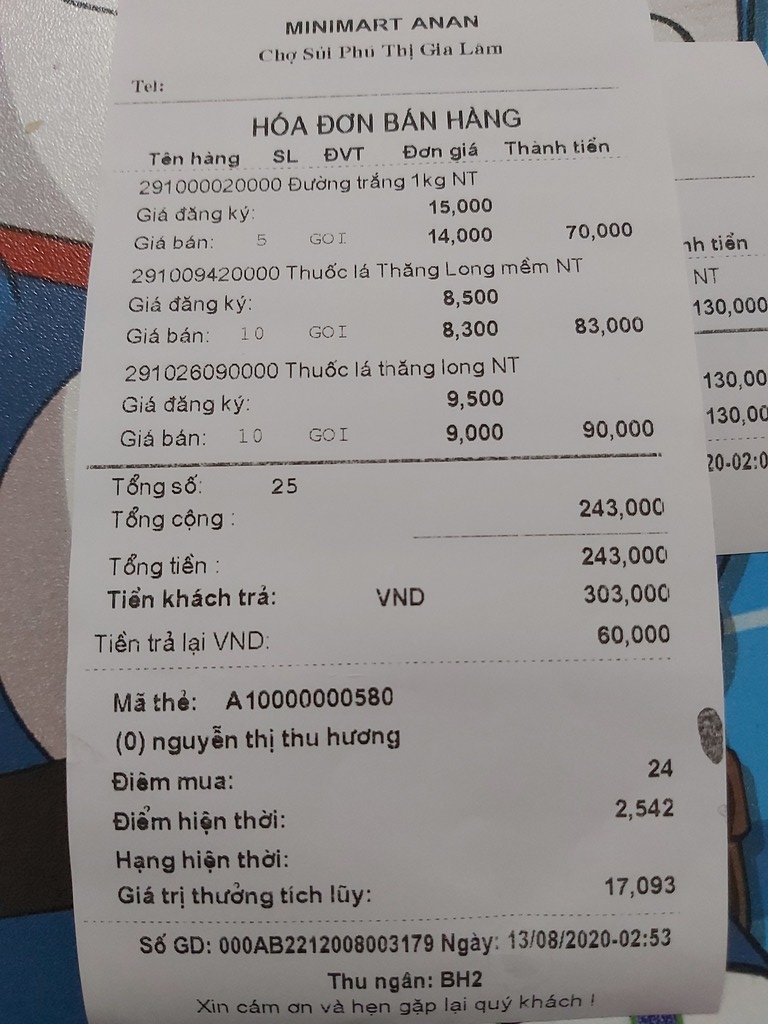 MINIMART ANAN
Chợ Sủi Phú Thị Gia Lâm
Tel:
HÓA ĐƠN BÁN HÀNG
Tên hàng SL ĐVT Đơn giá Thành tiền
291000020000 Đường trắng 1kg NT
Giá đăng ký: 15,000
Giá bán: 5 GOI 14,000 70,000
291009420000 Thuốc lá Thăng Long mềm NT
Giá đăng ký: 8,500
Giá bán: 10 GOI 8,300 83,000
291026090000 Thuốc lá thăng long NT
Giá đăng ký: 9,500
Giá bán: 10 GOI 9,000 90,000
Tổng số: 25
Tổng cộng : 243,000
Tổng tiền : 243,000
Tiền khách trả: VND 303,000
Tiền trả lại VND: 60,000
Mã thẻ: A10000000580
(0) nguyễn thị thu hương
Điêm mua: 24
Điểm hiện thời: 2,542
Hạng hiện thời:
Giá trị thưởng tích lũy: 17,093
Số GD: 000AB2212008003179 Ngày: 13/08/2020-02:53
Thu ngân: BH2
Xin cám ơn và hẹn gặp lại quý khách !
nh tiền
NT
130,000
130,00
130,00
20-02:0